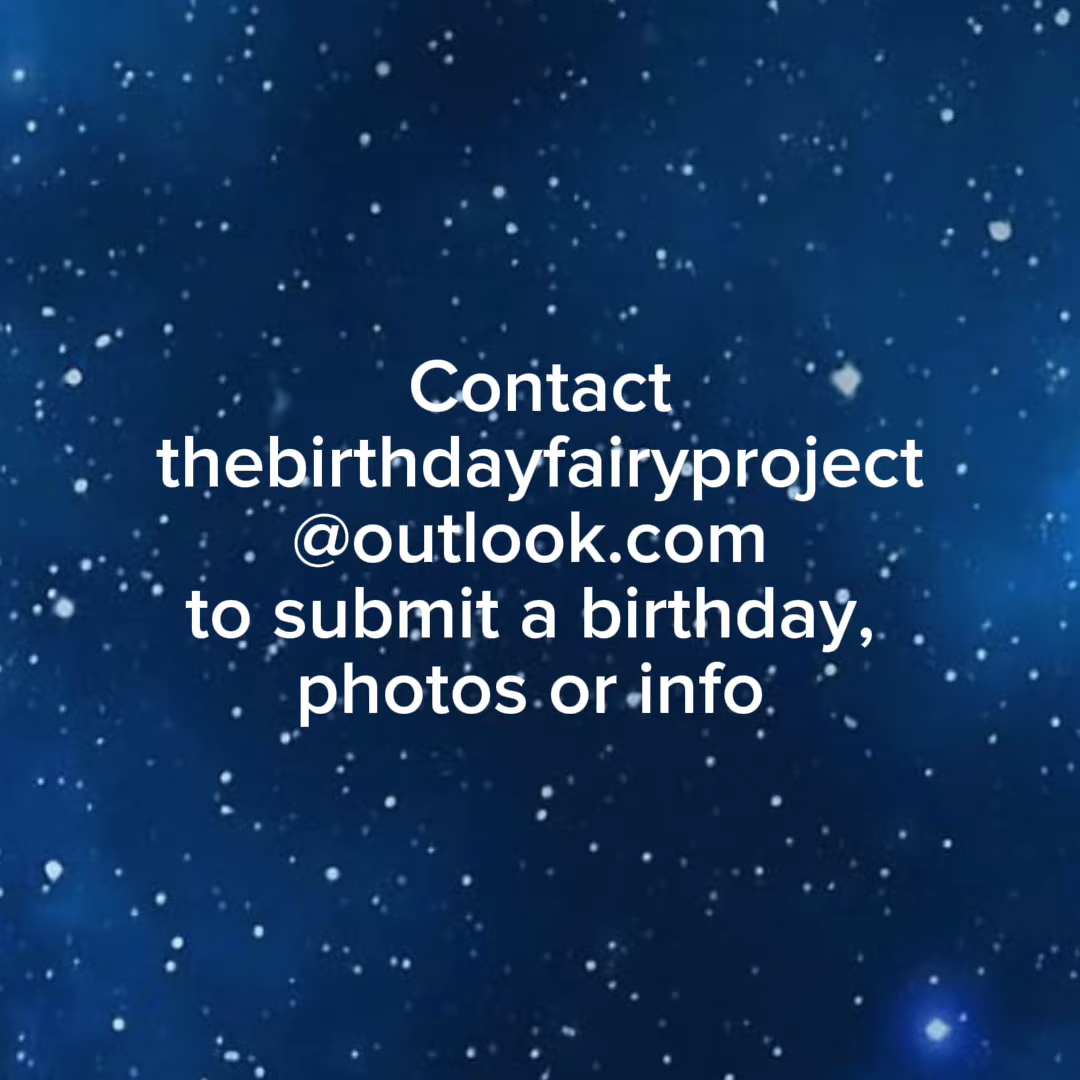 Contact
thebirthdayfairyproject
@outlook.com
to submit a birthday,
photos or info